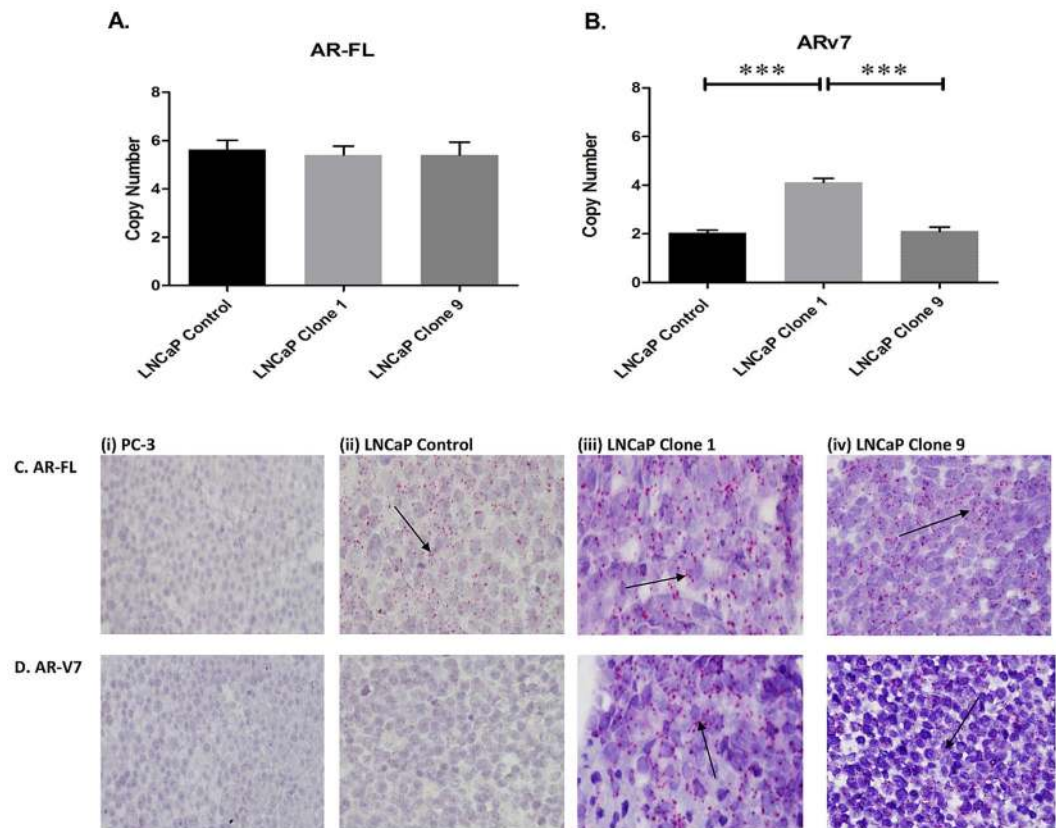 A.
AR-FL
Copy Number
8
6
4
2
0
LNCaP Control
LNCaP Clone 1
LNCaP Clone 9
B.
ARv7
*** ***
Copy Number
8
6
4
2
0
LNCaP Control
LNCaP Clone 1
LNCaP Clone 9
(i) PC-3 (ii) LNCaP Control (iii) LNCaP Clone 1 (iv) LNCaP Clone 9
C. AR-FL
D. AR-V7